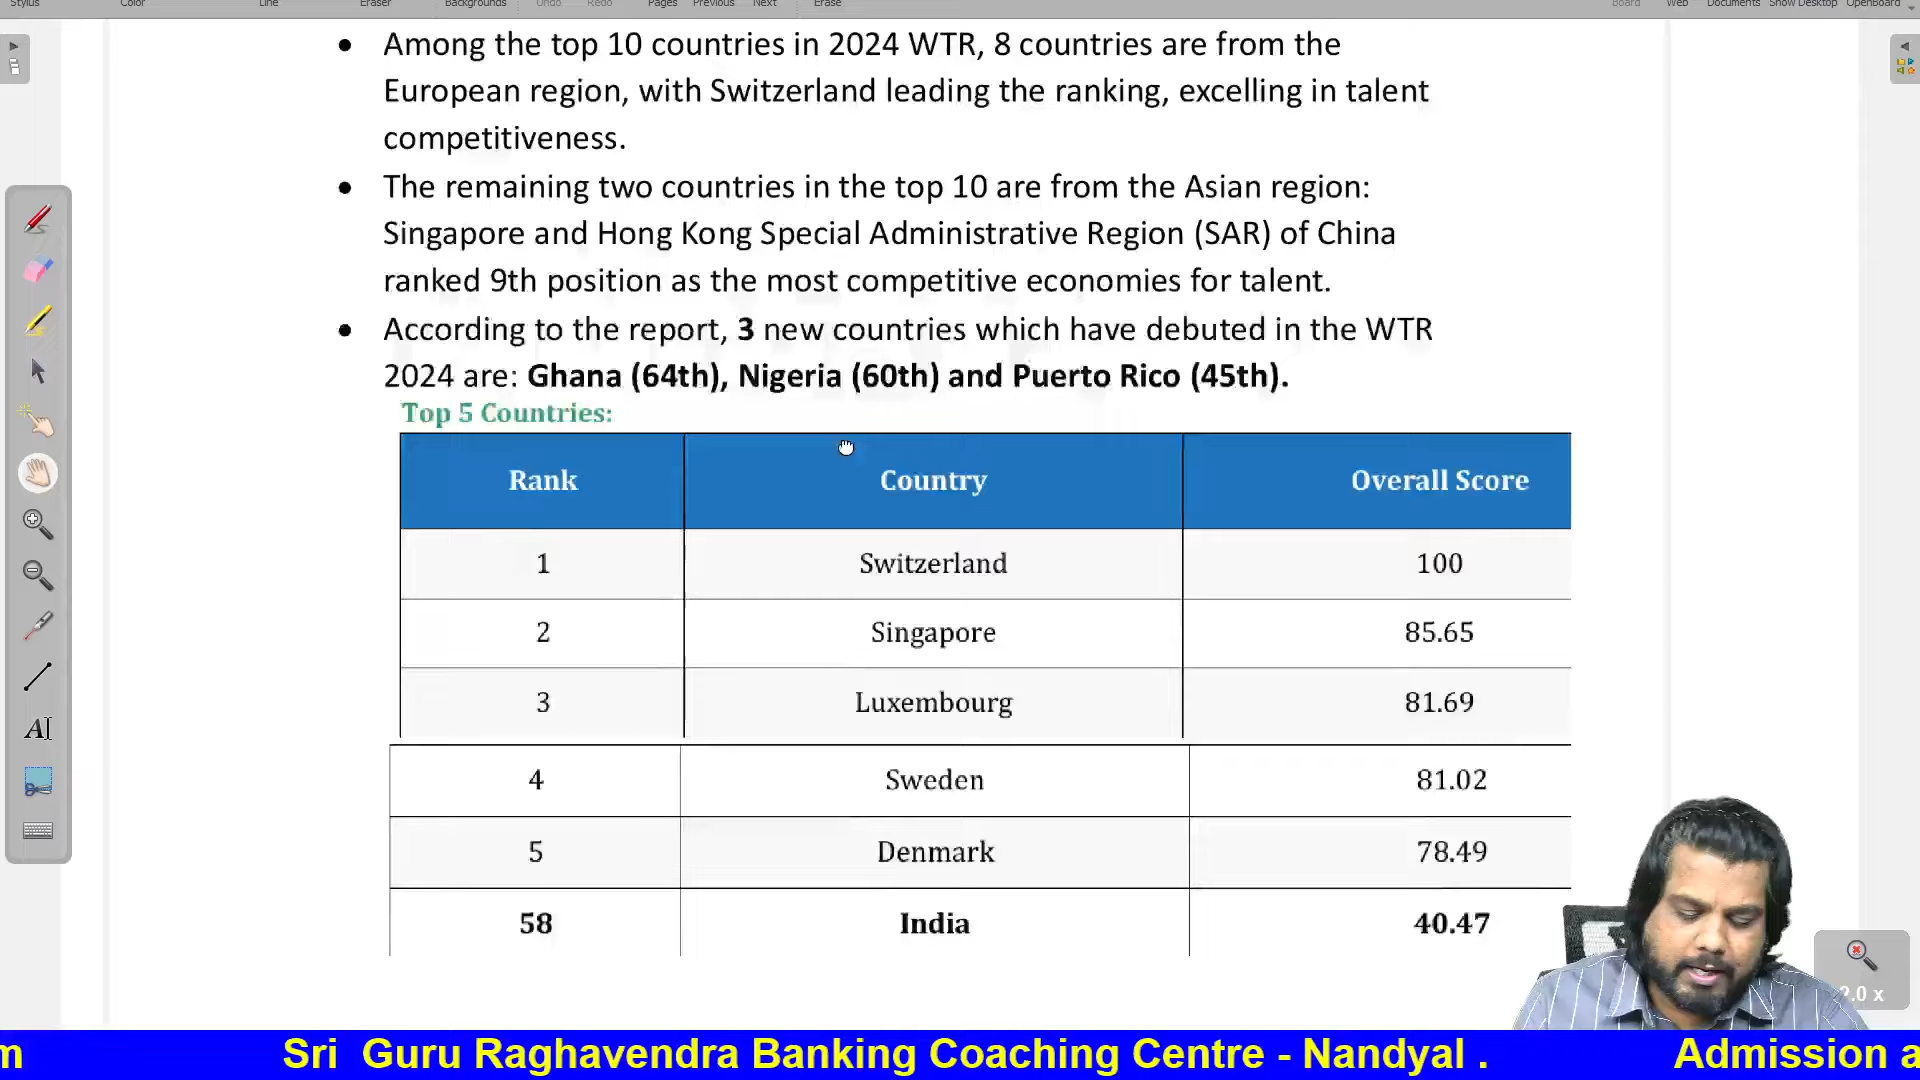 Stylus Color Line Eraser Backgrounds Undo Redo Pages Previous Next Erase Board Web Documents Show Desktop OpenBoard
• Among the top 10 countries in 2024 WTR, 8 countries are from the
European region, with Switzerland leading the ranking, excelling in talent
competitiveness.
• The remaining two countries in the top 10 are from the Asian region:
Singapore and Hong Kong Special Administrative Region (SAR) of China
ranked 9th position as the most competitive economies for talent.
• According to the report, 3 new countries which have debuted in the WTR
2024 are: Ghana (64th), Nigeria (60th) and Puerto Rico (45th).
Top 5 Countries:
Rank Country Overall Score
1 Switzerland 100
2 Singapore 85.65
3 Luxembourg 81.69
4 Sweden 81.02
5 Denmark 78.49
58 India 40.47
2.0 x
m Sri Guru Raghavendra Banking Coaching Centre - Nandyal . Admission a